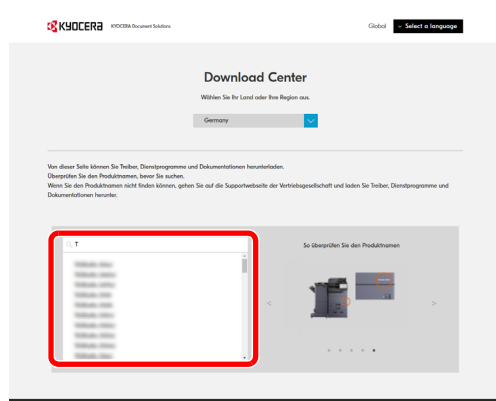 KYOCERA KYOCERA Document Solutions Global Select a language
Download Center
Wählen Sie Ihr Land oder Ihre Region aus.
Germany
Von dieser Seite können Sie Treiber, Dienstprogramme und Dokumentationen herunterladen.
Überprüfen Sie den Produktnamen, bevor Sie suchen.
Wenn Sie den Produktnamen nicht finden können, gehen Sie auf die Supportwebseite der Vertriebsgesellschaft und laden Sie Treiber, Dienstprogramme und
Dokumentationen herunter.
T
So überprüfen Sie den Produktnamen
< >